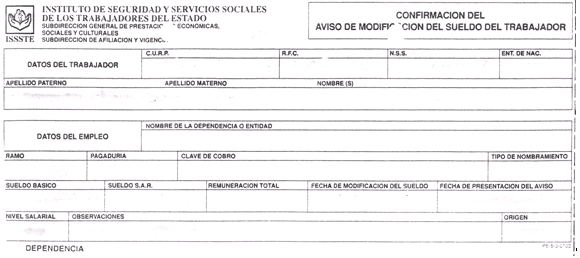 INSTITUTO DE SEGURIDAD Y SERVICIOS SOCIALES
DE LOS TRABAJADORES DEL ESTADO
SUBDIRECCION GENERAL DE PRESTACI ECONOMICAS,
SOCIALES Y CULTURALES
SUBDIRECCION DE AFILIACION Y VIGENC
ISSSTE
CONFIRMACION DEL
AVISO DE MODIFI CION DEL SUELDO DEL TRABAJADOR
DATOS DEL TRABAJADOR
C.U.R.P. R.F.C. N.S.S. ENT. DE NAC.
APELLIDO PATERNO APELLIDO MATERNO NOMBRE (S)
DATOS DEL EMPLEO
NOMBRE DE LA DEPENDENCIA O ENTIDAD
RAMO PAGADURIA CLAVE DE COBRO TIPO DE NOMBRAMIENTO
SUELDO BASICO SUELDO S.A.R. REMUNERACION TOTAL FECHA DE MODIFICACION DEL SUELDO FECHA DE PRESENTACION DEL AVISO
NIVEL SALARIAL OBSERVACIONES ORIGEN
DEPENDENCIA